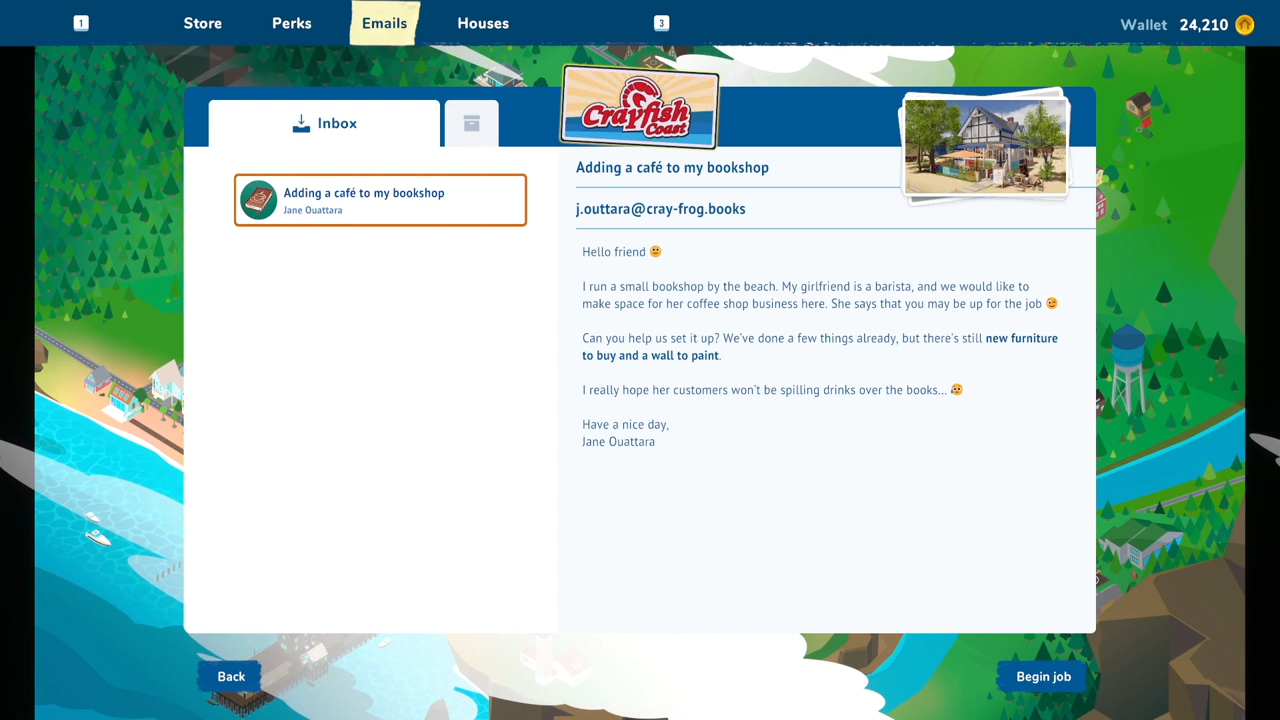 1
Store
Perks
Emails
Houses
3
Wallet
24,210
Inbox
Crayfish
Coast
Adding a café to my bookshop
Jane Ouattara
Adding a café to my bookshop
j.outtara@cray-frog.books
Hello friend
I run a small bookshop by the beach. My girlfriend is a barista, and we would like to
make space for her coffee shop business here. She says that you may be up for the job
Can you help us set it up? We've done a few things already, but there's still new furniture
to buy and a wall to paint.
I really hope her customers won't be spilling drinks over the books...
Have a nice day,
Jane Ouattara
Back
Begin job